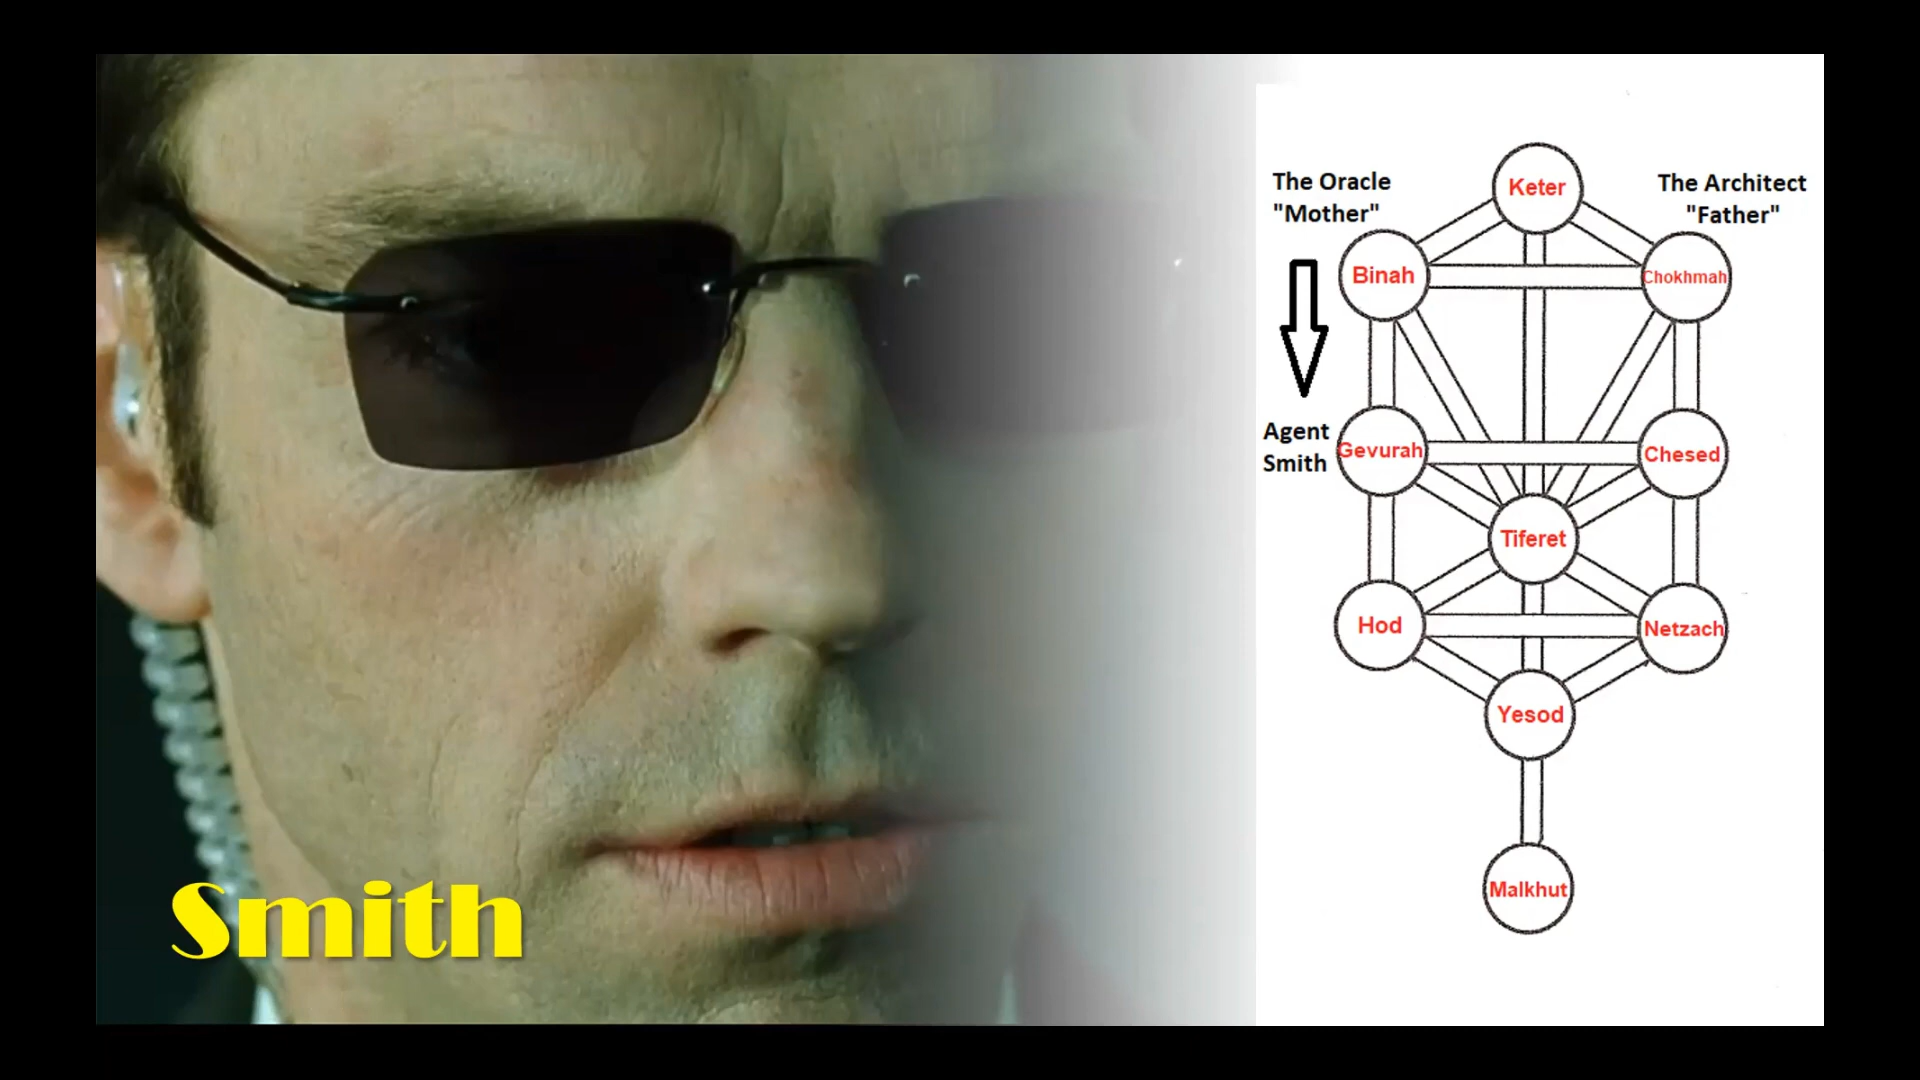 Smith
The Oracle
"Mother"
The Architect
"Father"
Keter
Binah
Chokhmah
Agent
Smith
Gevurah
Chesed
Tiferet
Hod
Netzach
Yesod
Malkhut